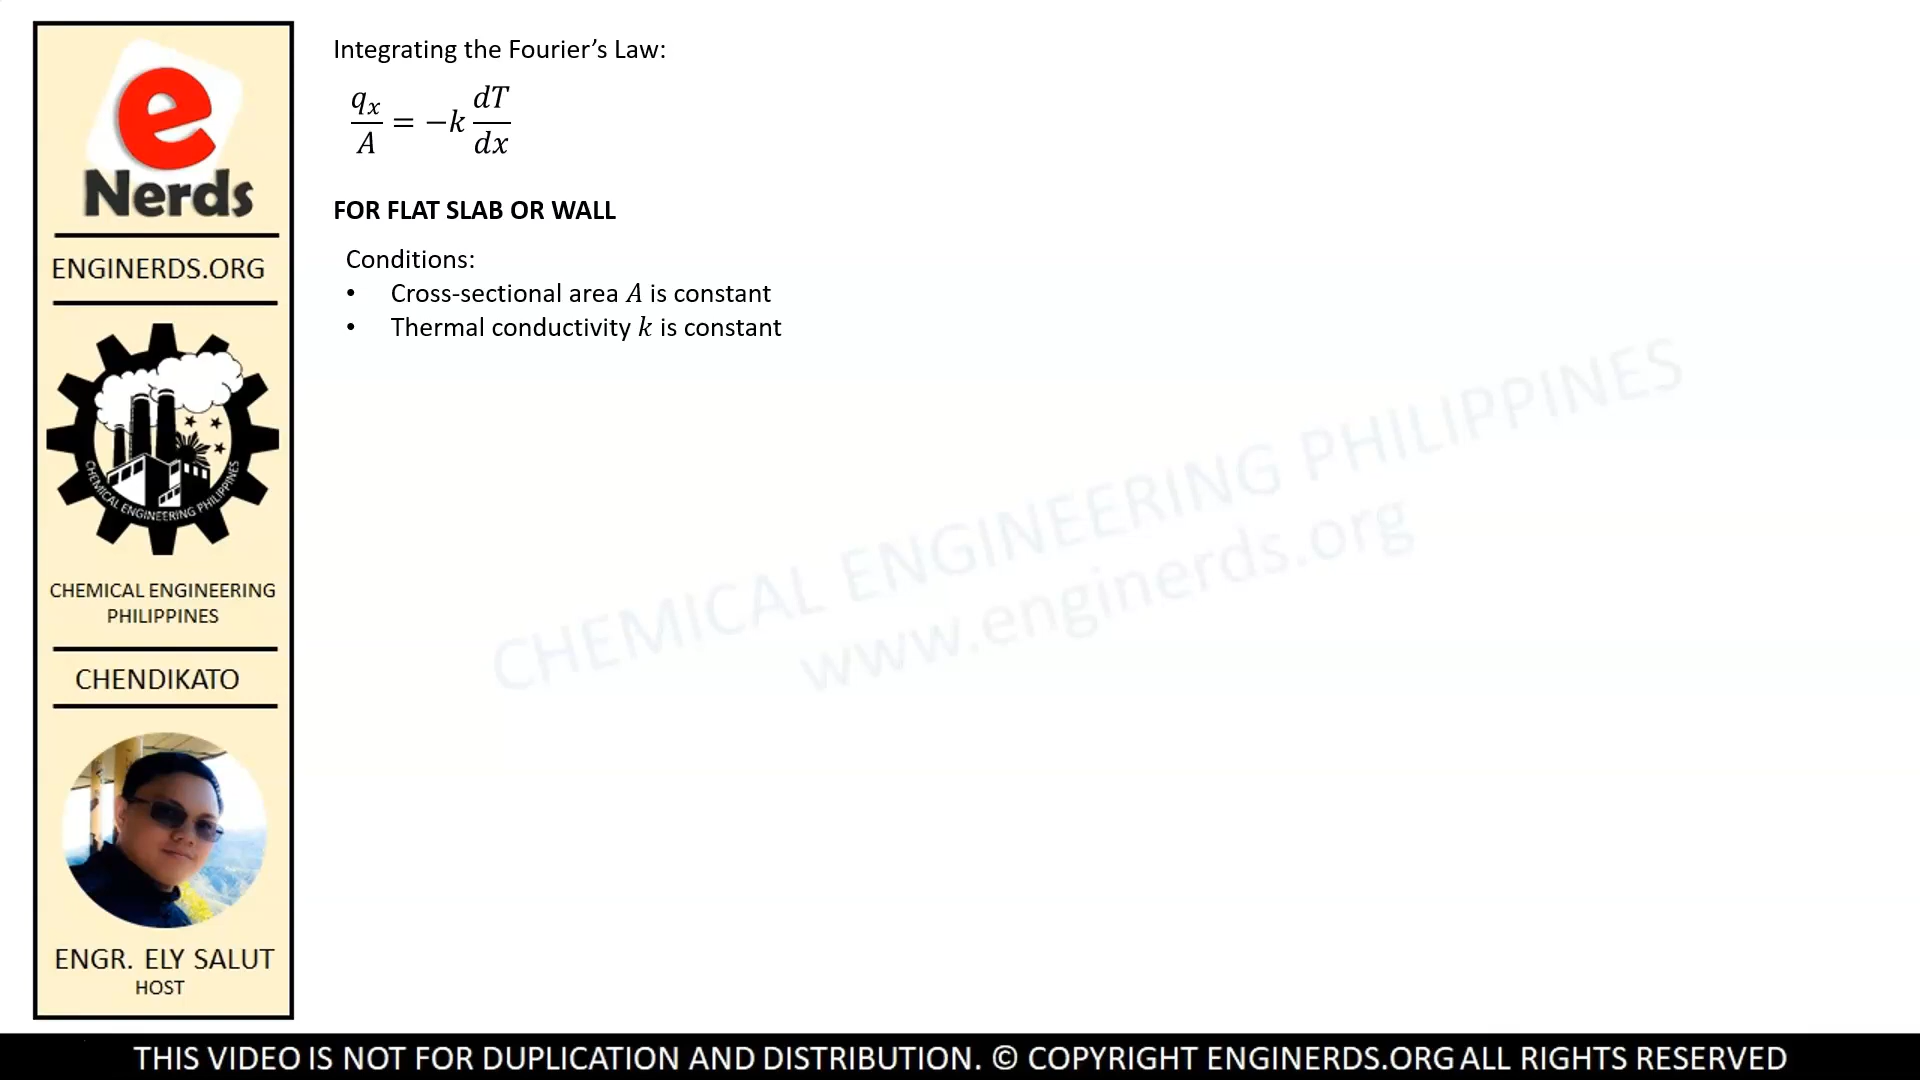 e
Nerds
ENGINERDS.ORG
CHEMICAL ENGINEERING PHILIPPINES
CHEMICAL ENGINEERING
PHILIPPINES
CHENDIKATO
ENGR. ELY SALUT
HOST
Integrating the Fourier’s Law:
\frac{q_x}{A} = -k \frac{dT}{dx}
FOR FLAT SLAB OR WALL
Conditions:
• Cross-sectional area A is constant
• Thermal conductivity k is constant
CHEMICAL ENGINEERING PHILIPPINES
www.enginerds.org
THIS VIDEO IS NOT FOR DUPLICATION AND DISTRIBUTION. © COPYRIGHT ENGINERDS.ORG ALL RIGHTS RESERVED